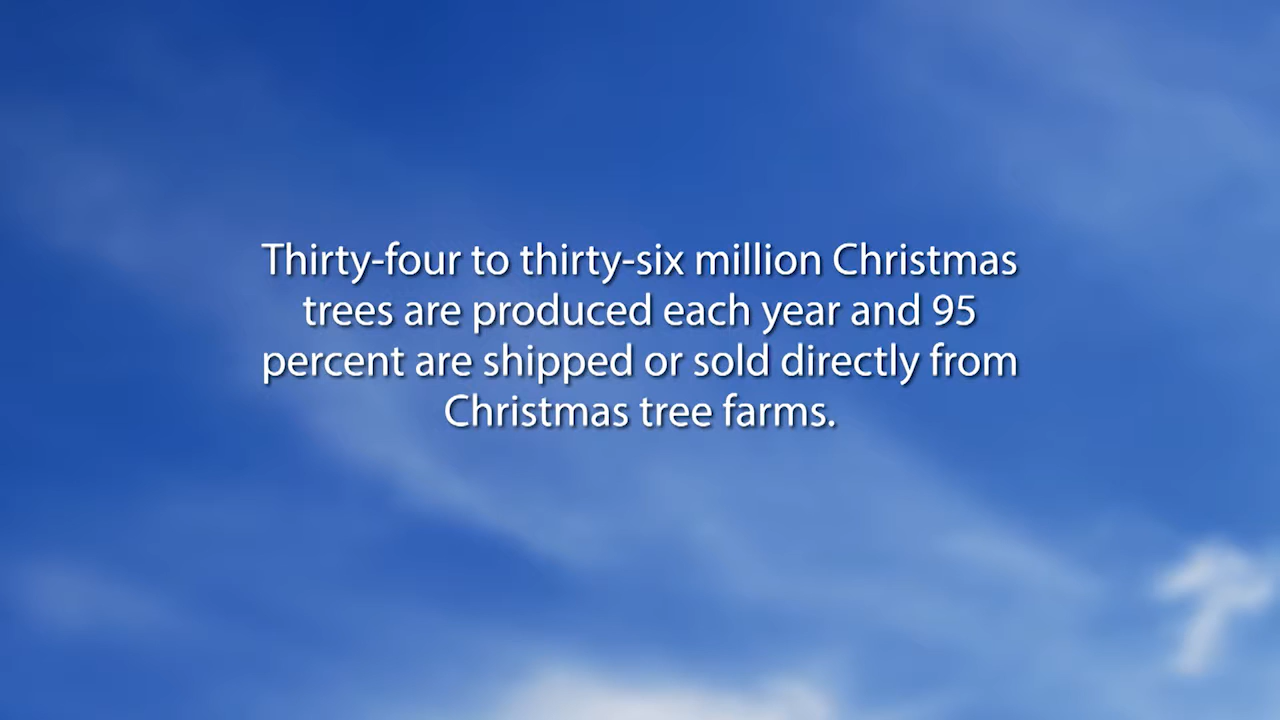 Thirty-four to thirty-six million Christmas
trees are produced each year and 95
percent are shipped or sold directly from
Christmas tree farms.